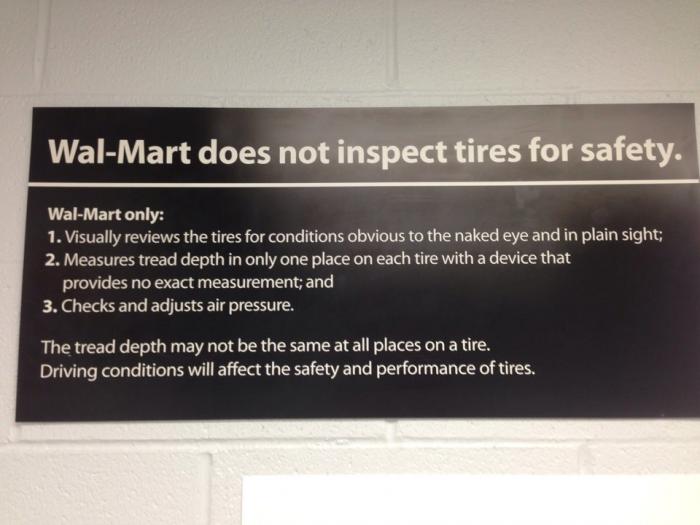 Wal-Mart does not inspect tires for safety.
Wal-Mart only:
1. Visually reviews the tires for conditions obvious to the naked eye and in plain sight;
2. Measures tread depth in only one place on each tire with a device that
provides no exact measurement; and
3. Checks and adjusts air pressure.
The tread depth may not be the same at all places on a tire.
Driving conditions will affect the safety and performance of tires.